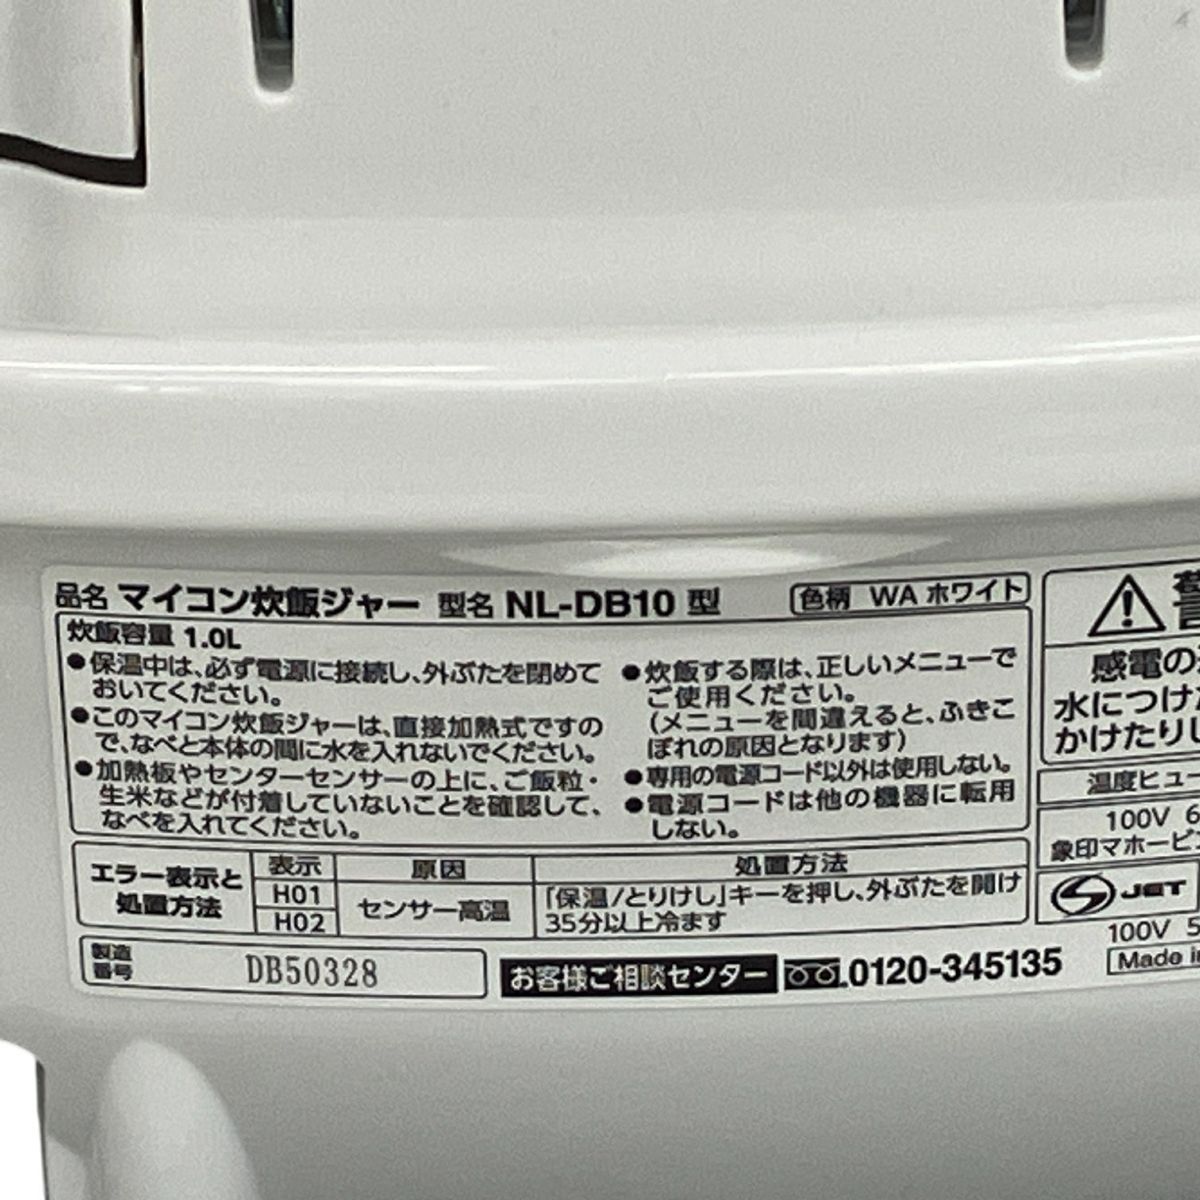 品名 マイコン炊飯ジャー 型名 NL-DB10 型 色柄 WA ホワイト
炊飯容量 1.0L
●保温中は、必ず電源に接続し、外ぶたを閉めて
おいてください。
●このマイコン炊飯ジャーは、直接加熱式ですの
で、なべと本体の間に水を入れないでください。
●加熱板やセンターセンサーの上に、ご飯粒・
生米などが付着していないことを確認して、
なべを入れてください。
●炊飯する際は、正しいメニューで
ご使用ください。
(メニューを間違えると、ふきこ
ぼれの原因となります)
●専用の電源コード以外は使用しない。
●電源コードは他の機器に転用
しない。
エラー表示と
処置方法
表示 原因 処置方法
H01
H02
センサー高温
「保温/とりけし」キーを押し、外ぶたを開け
35分以上冷ます
製造
番号
DB50328
お客様ご相談センター 0120-345135
感電の
水につけ
かけたりし
温度ヒュー
100V 6
象印マホービン
JET
100V 5
Made in